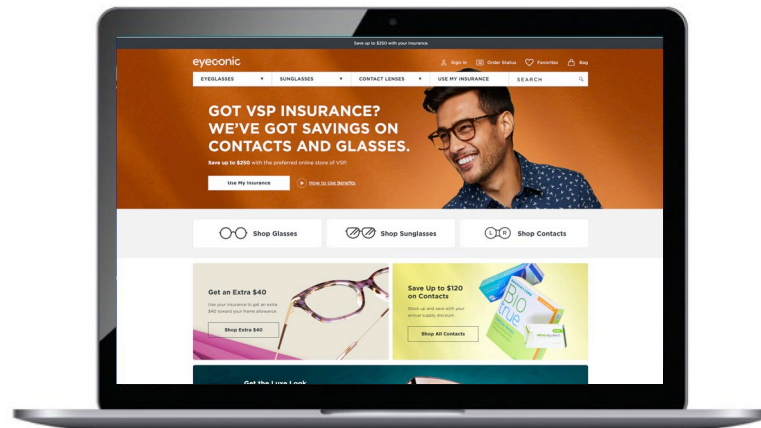 Save up to $250 with your insurance.
eyeconic
Sign In Order Status Favorites Bag
EYEGLASSES SUNGLASSES CONTACT LENSES USE MY INSURANCE SEARCH
GOT VSP INSURANCE?
WE'VE GOT SAVINGS ON
CONTACTS AND GLASSES.
Save up to $250 with the preferred online store of VSP.
Use My Insurance How to Use Benefits
Shop Glasses L R Shop Sunglasses Shop Contacts
Get an Extra $40
Use your insurance to get an extra
$40 toward your frame allowance.
Shop Extra $40
Save Up to $120
on Contacts
Stock up and save with your
annual supply discount.
Shop All Contacts
Bio
true
Get the Luxe Look